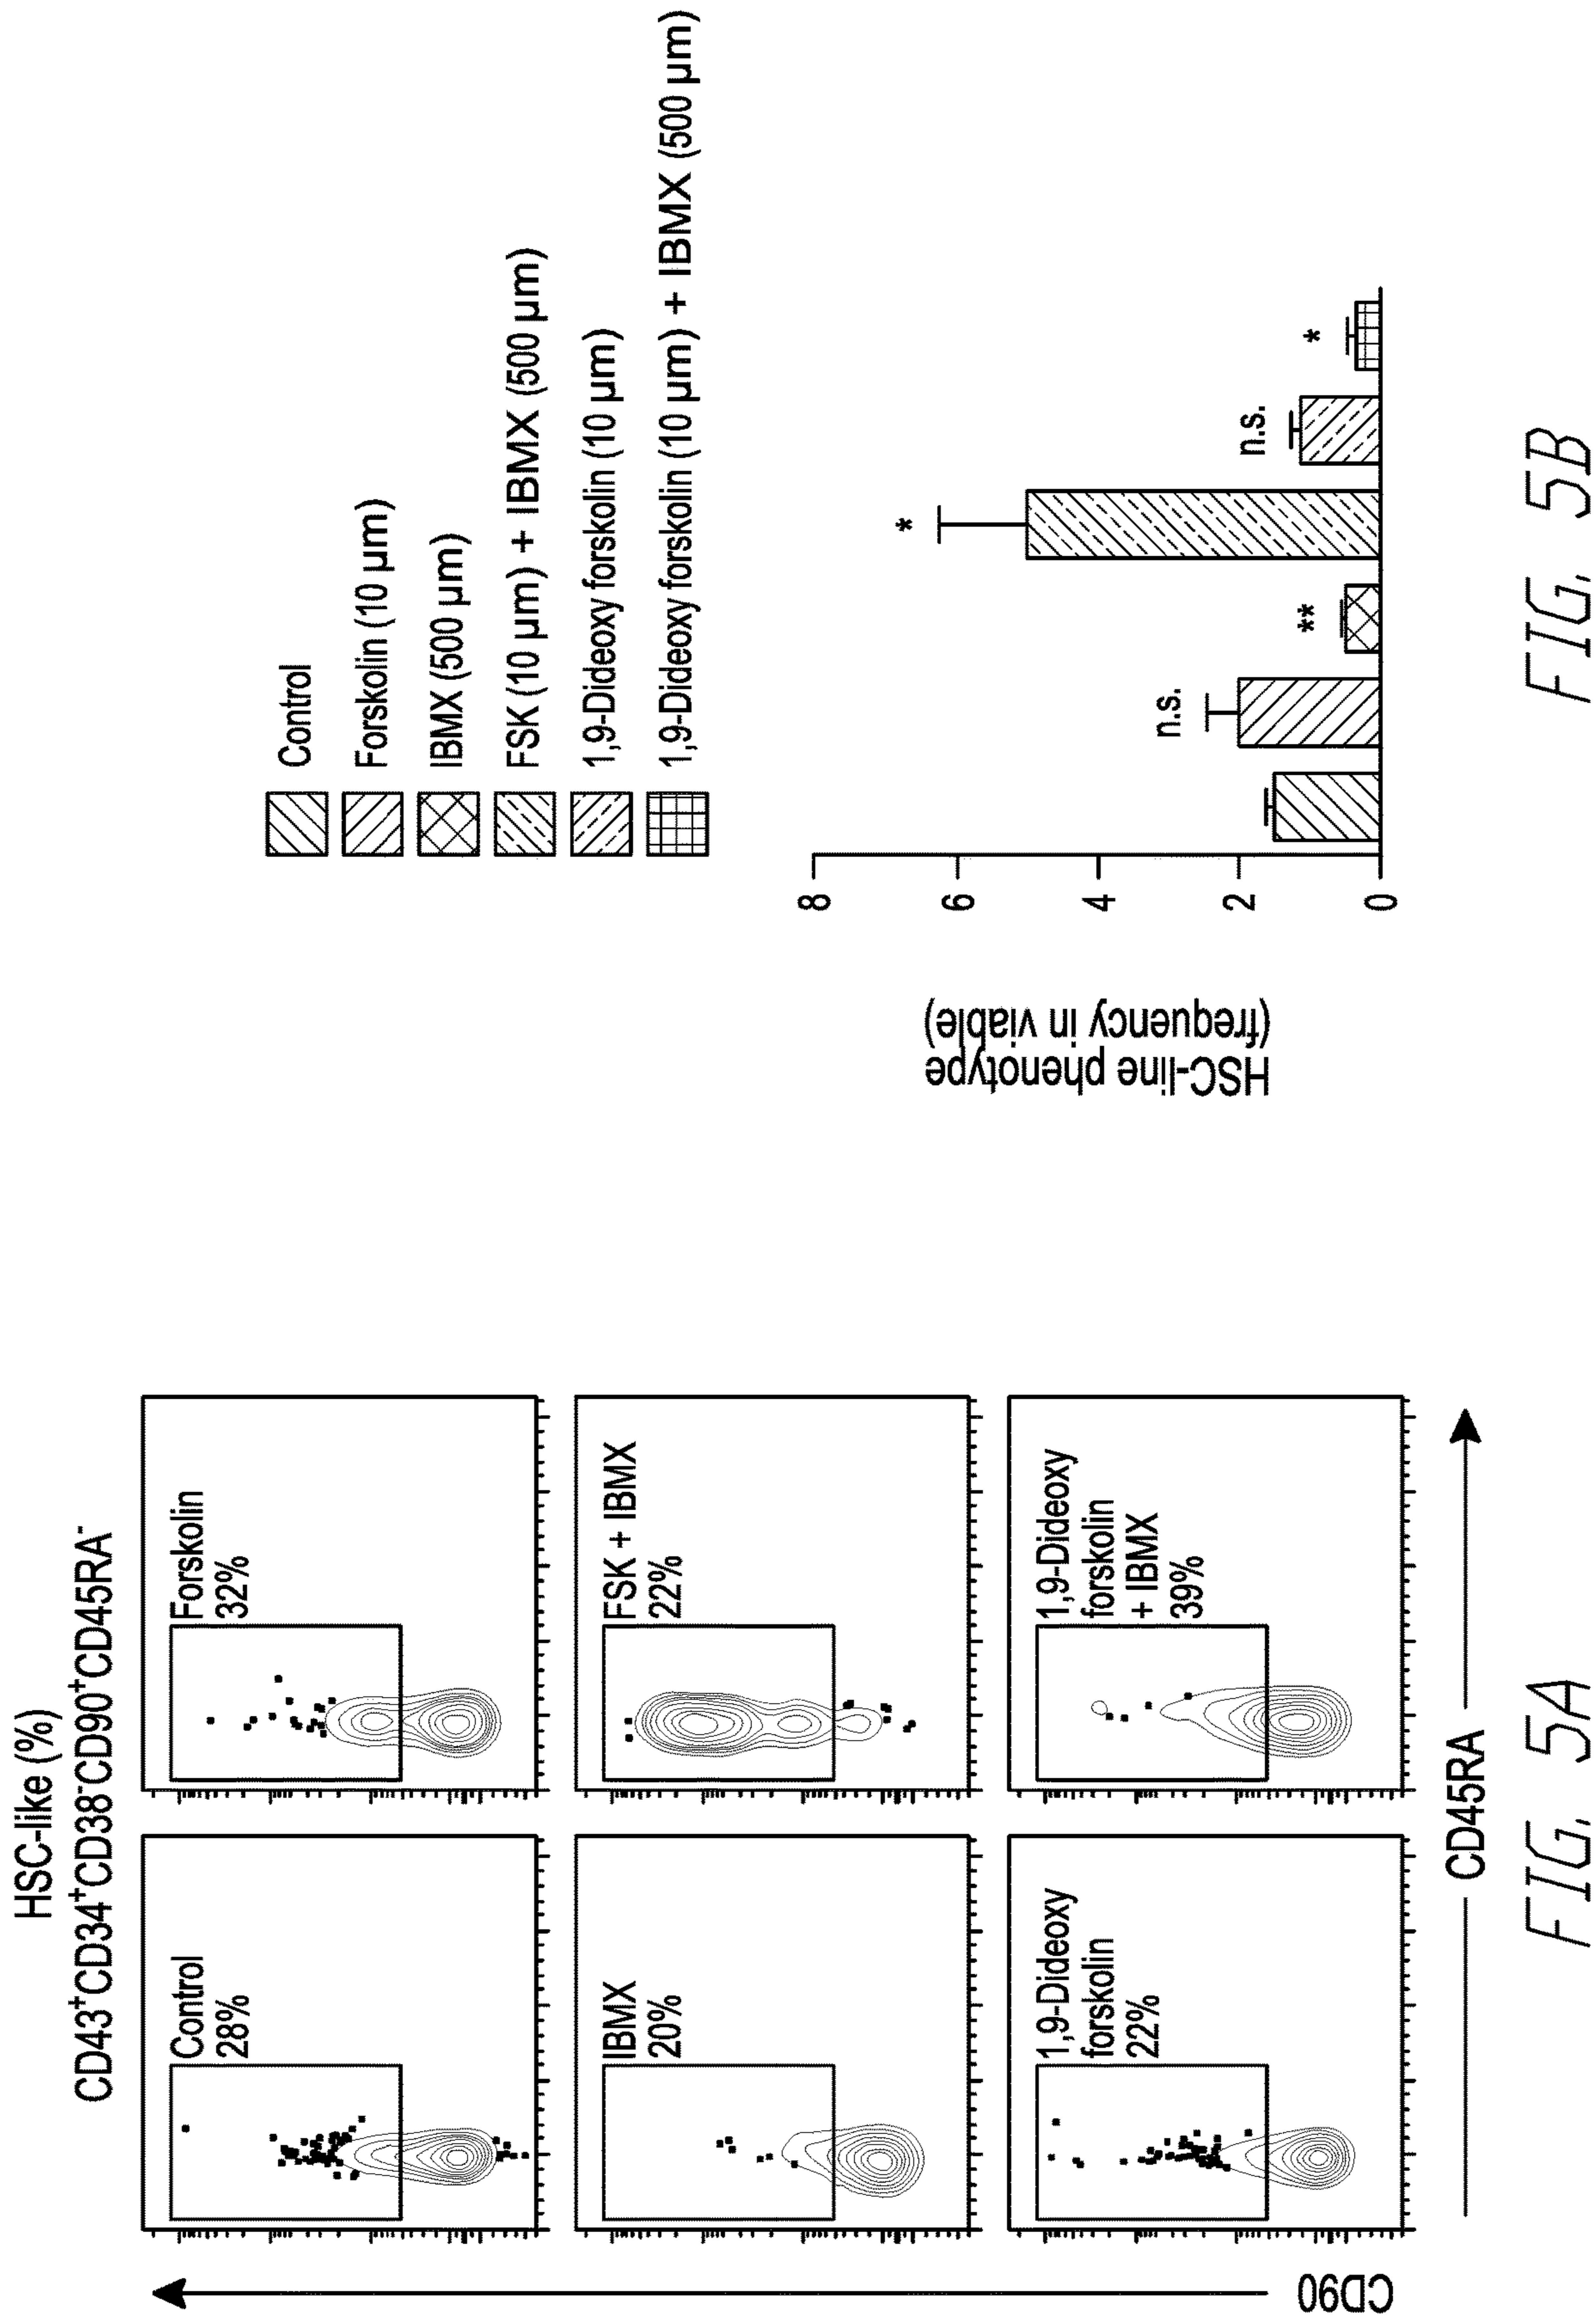 HSC-like (%)
CD43⁺CD34⁺CD38⁻CD90⁺CD45RA⁻
Control
28%
Forskolin
32%
IBMX
20%
FSK + IBMX
22%
1,9-Dideoxy
forskolin
22%
1,9-Dideoxy
forskolin
+ IBMX
39%
CD90
CD45RA
FIG. 5A
Control
Forskolin (10 µm)
IBMX (500 µm)
FSK (10 µm) + IBMX (500 µm)
1,9-Dideoxy forskolin (10 µm)
1,9-Dideoxy forskolin (10 µm) + IBMX (500 µm)
HSC-line phenotype
(frequency in viable)
8
6
4
2
0
n.s.
**
*
n.s.
*
FIG. 5B